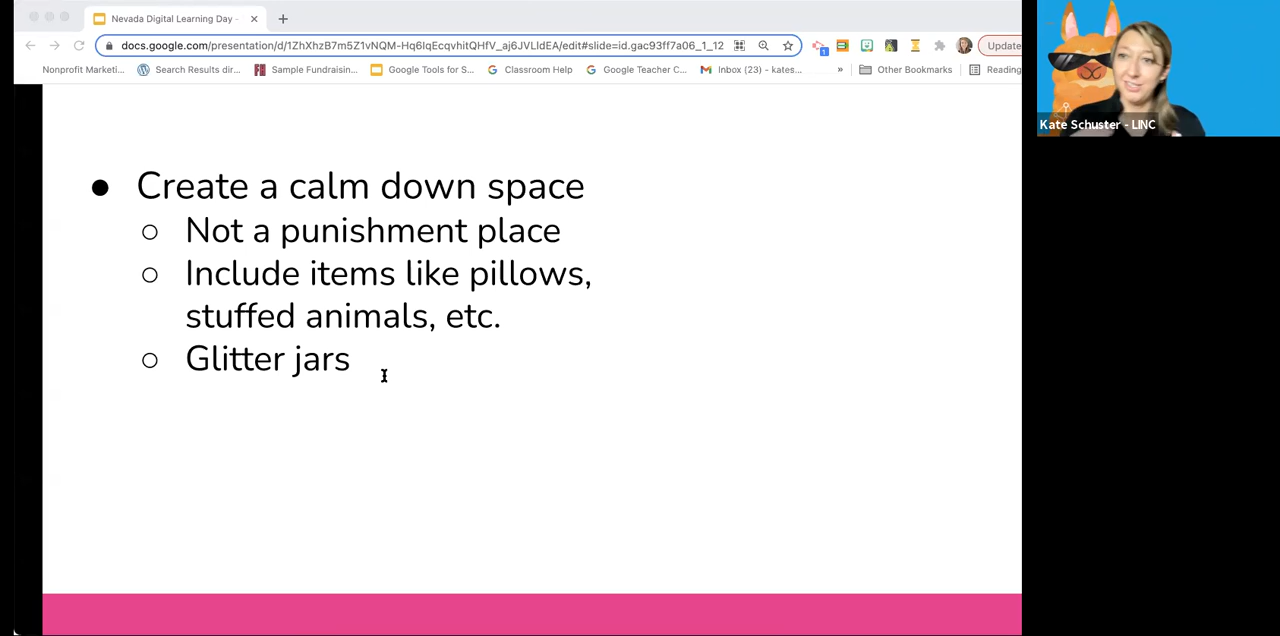 Nevada Digital Learning Day -
docs.google.com/presentation/d/1ZhXhzB7m5Z1vNQM-Hq6IqEcqvhitQHfV_aj6JVLIdEA/edit#slide=id.gac93ff7a06_1_12
1
Update
Nonprofit Marketi...
Search Results dir...
Sample Fundraisin...
Google Tools for S...
Classroom Help
Google Teacher C...
Inbox (23) - kates...
»
Other Bookmarks
Reading
Kate Schuster - LINC
● Create a calm down space
○ Not a punishment place
○ Include items like pillows,
stuffed animals, etc.
○ Glitter jars